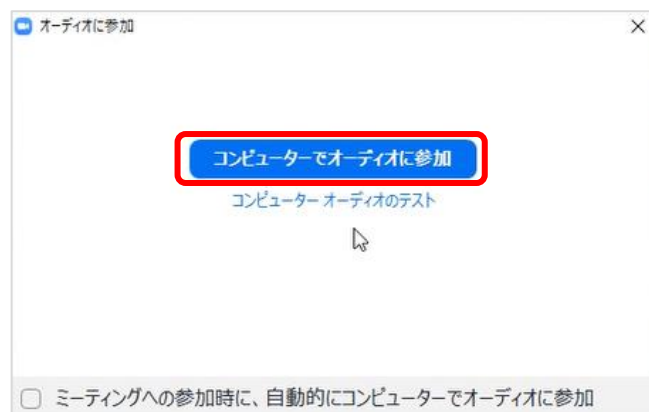 オーディオに参加
コンピューターでオーディオに参加
コンピューター オーディオのテスト
ミーティングへの参加時に、自動的にコンピューターでオーディオに参加